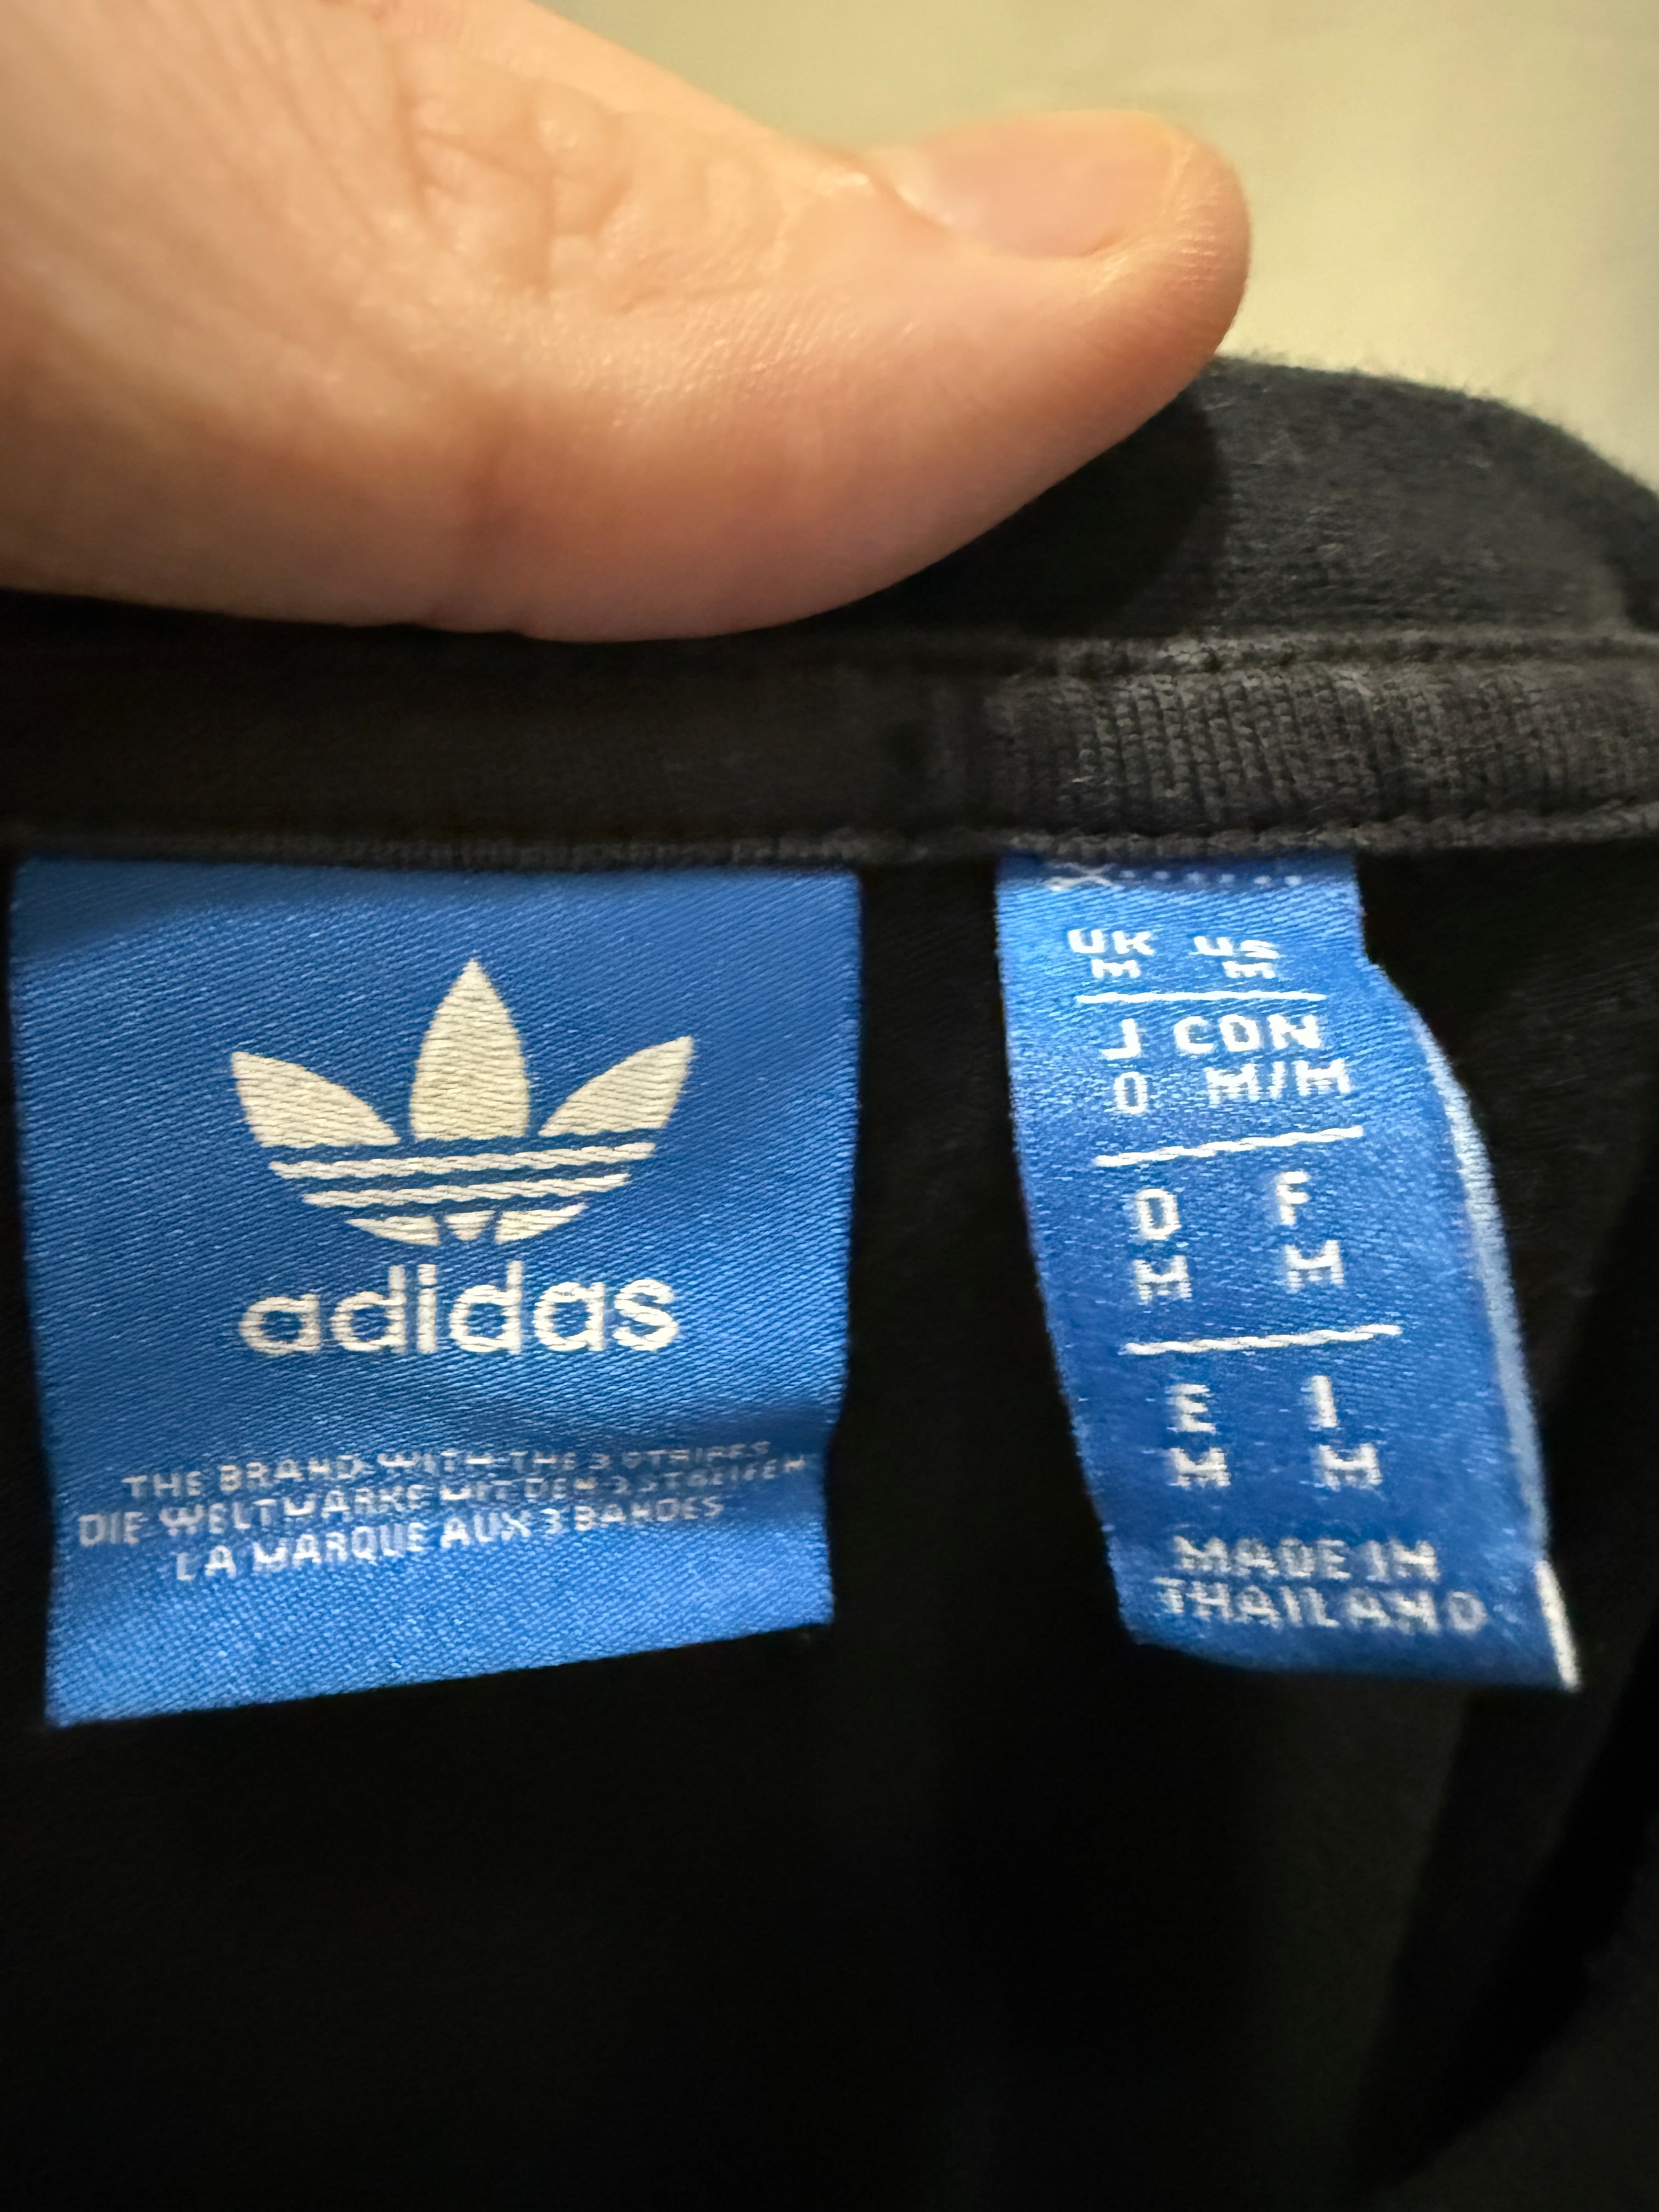 adidas
THE BRAND WITH THE 3 STRIPES
DIE WELTMARKE MIT DEN 3 STREIFEN
LA MARQUE AUX 3 BANDES
UK US
M M
J CDN
O M/M
D F
M M
E I
M M
MADE IN
THAILAND